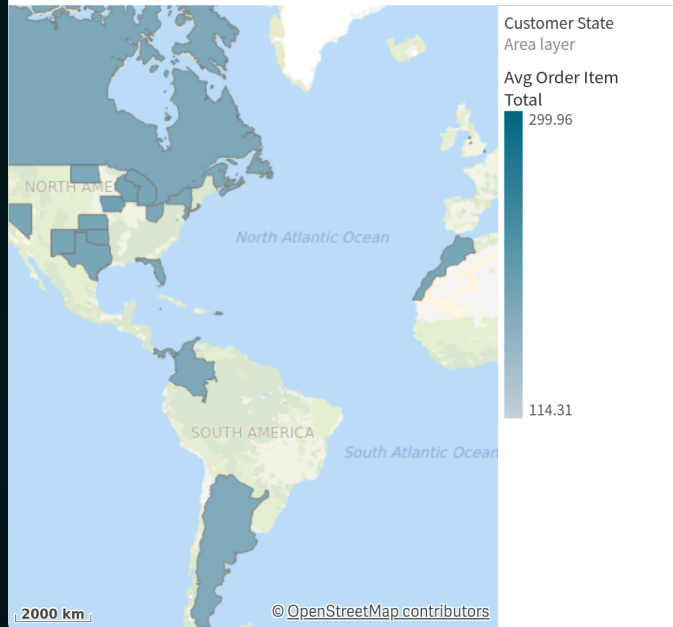 Customer State
Area layer
Avg Order Item
Total
299.96
114.31
NORTH AME
North Atlantic Ocean
SOUTH AMERICA
South Atlantic Ocean
2000 km
© OpenStreetMap contributors